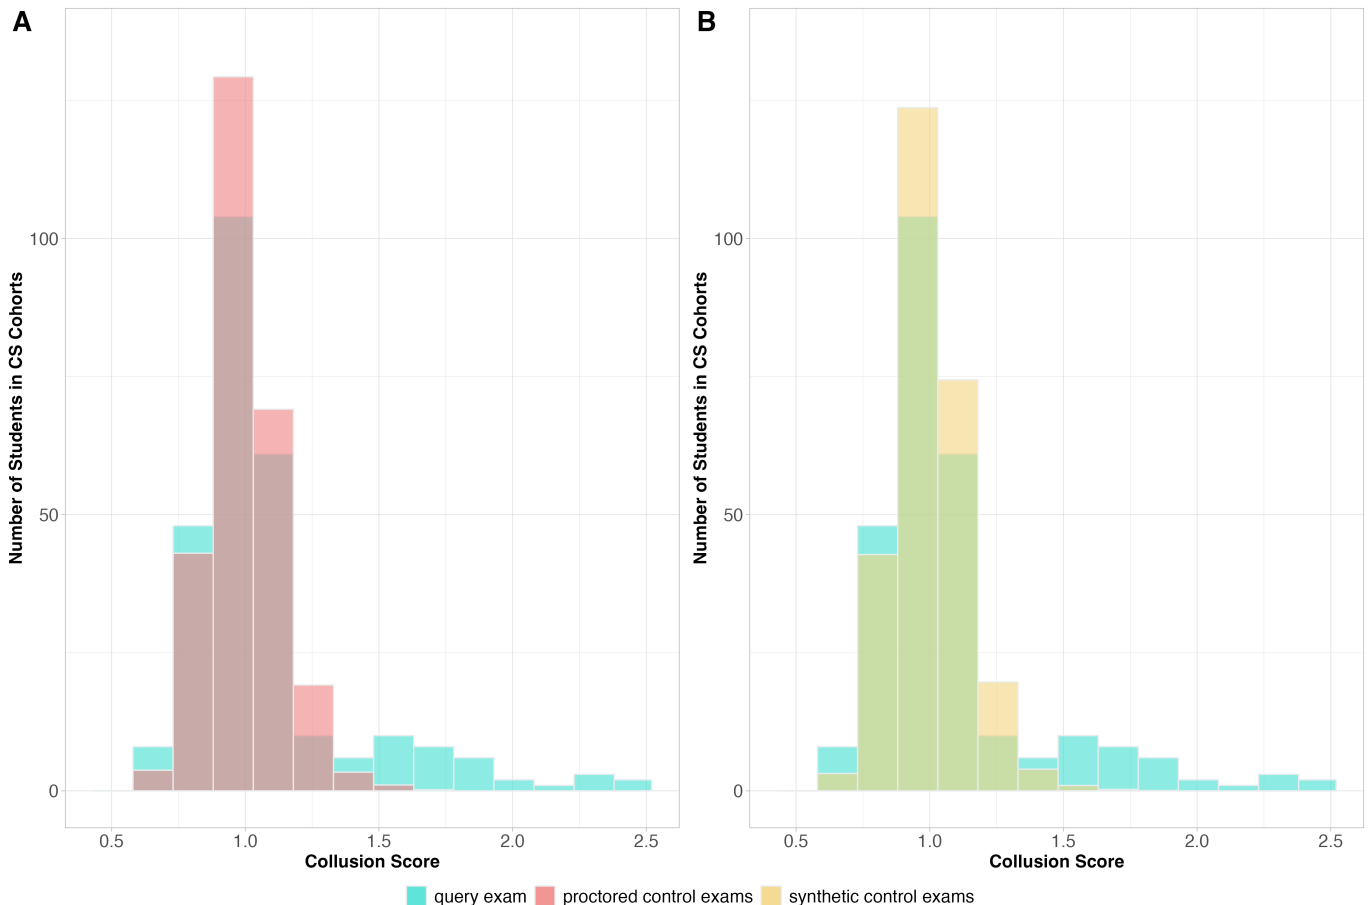 A
Number of Students in CS Cohorts
100
50
0
0.5 1.0 1.5 2.0 2.5
Collusion Score
B
Number of Students in CS Cohorts
100
50
0
0.5 1.0 1.5 2.0 2.5
Collusion Score
query exam proctored control exams synthetic control exams